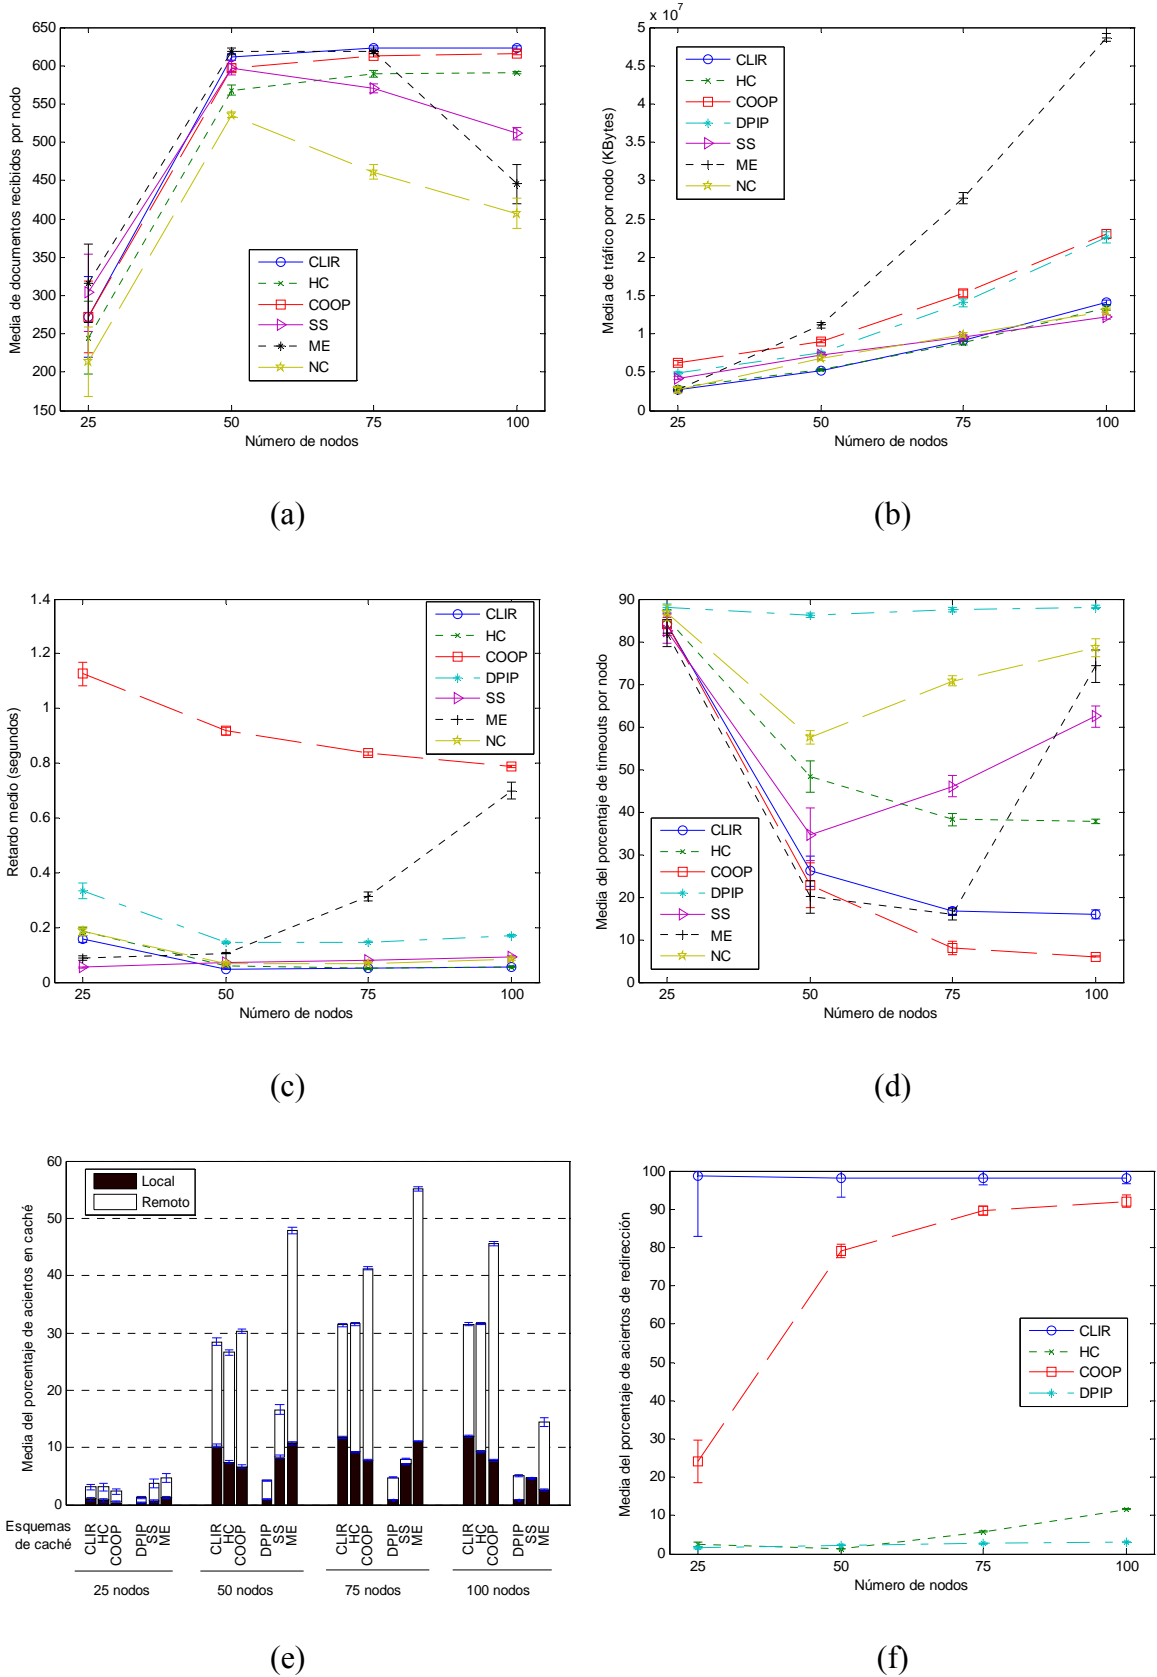 650
600
550
500
450
400
350
300
250
200
150
25
50
75
100
Número de nodos
Media de documentos recibidos por nodo
CLIR
HC
COOP
SS
ME
NC
(a)
x 10^7
5
4.5
4
3.5
3
2.5
2
1.5
1
0.5
0
25
50
75
100
Número de nodos
Media de tráfico por nodo (KBytes)
CLIR
HC
COOP
DPIP
SS
ME
NC
(b)
1.4
1.2
1
0.8
0.6
0.4
0.2
0
25
50
75
100
Número de nodos
Retardo medio (segundos)
CLIR
HC
COOP
DPIP
SS
ME
NC
(c)
90
80
70
60
50
40
30
20
10
0
25
50
75
100
Número de nodos
Media del porcentaje de timeouts por nodo
CLIR
HC
COOP
DPIP
SS
ME
NC
(d)
60
50
40
30
20
10
0
Media del porcentaje de aciertos en caché
Local
Remoto
Esquemas
de caché
CLIR
HC
COOP
DPIP
SS
ME
CLIR
HC
COOP
DPIP
SS
ME
CLIR
HC
COOP
DPIP
SS
ME
CLIR
HC
COOP
DPIP
SS
ME
25 nodos
50 nodos
75 nodos
100 nodos
(e)
100
90
80
70
60
50
40
30
20
10
0
25
50
75
100
Número de nodos
Media del porcentaje de aciertos de redirección
CLIR
HC
COOP
DPIP
(f)